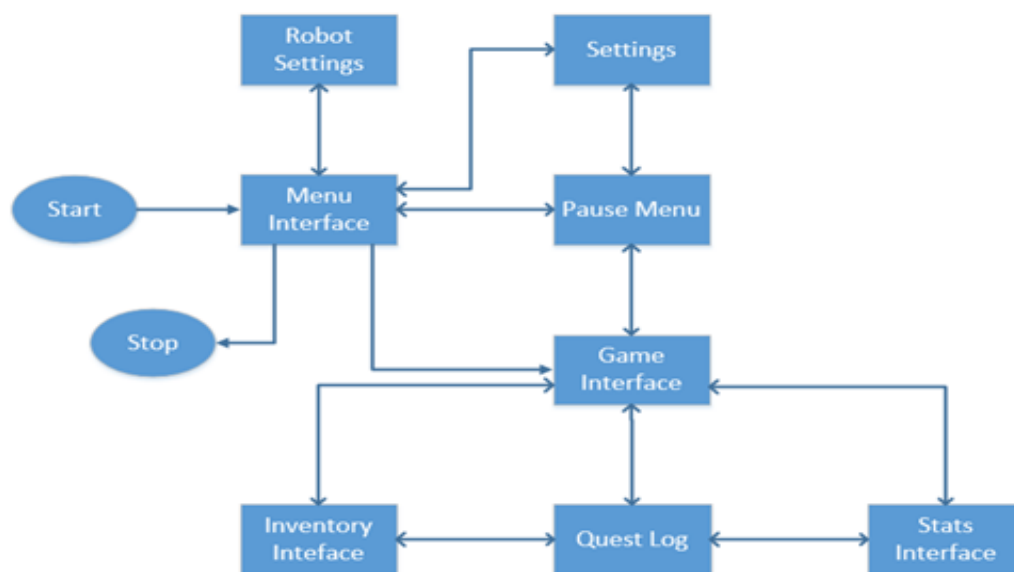 Robot
Settings
Settings
Start
Menu
Interface
Pause Menu
Stop
Game
Interface
Inventory
Inteface
Quest Log
Stats
Interface